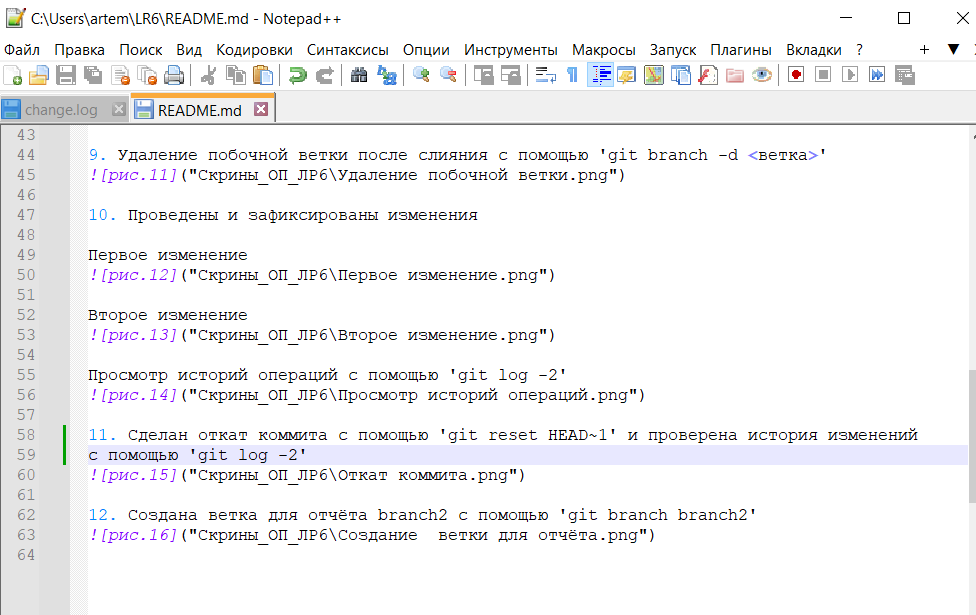 C:\Users\artem\LR6\README.md - Notepad++
Файл Правка Поиск Вид Кодировки Синтаксисы Опции Инструменты Макросы Запуск Плагины Вкладки ?
change.log README.md
43
44 9. Удаление побочной ветки после слияния с помощью 'git branch -d <ветка>'
45 ![рис.11]("Скрины_ОП_ЛР6\Удаление побочной ветки.png")
46
47 10. Проведены и зафиксированы изменения
48
49 Первое изменение
50 ![рис.12]("Скрины_ОП_ЛР6\Первое изменение.png")
51
52 Второе изменение
53 ![рис.13]("Скрины_ОП_ЛР6\Второе изменение.png")
54
55 Просмотр историй операций с помощью 'git log -2'
56 ![рис.14]("Скрины_ОП_ЛР6\Просмотр историй операций.png")
57
58 11. Сделан откат коммита с помощью 'git reset HEAD~1' и проверена история изменений
59 с помощью 'git log -2'
60 ![рис.15]("Скрины_ОП_ЛР6\Откат коммита.png")
61
62 12. Создана ветка для отчёта branch2 с помощью 'git branch branch2'
63 ![рис.16]("Скрины_ОП_ЛР6\Создание  ветки для отчёта.png")
64